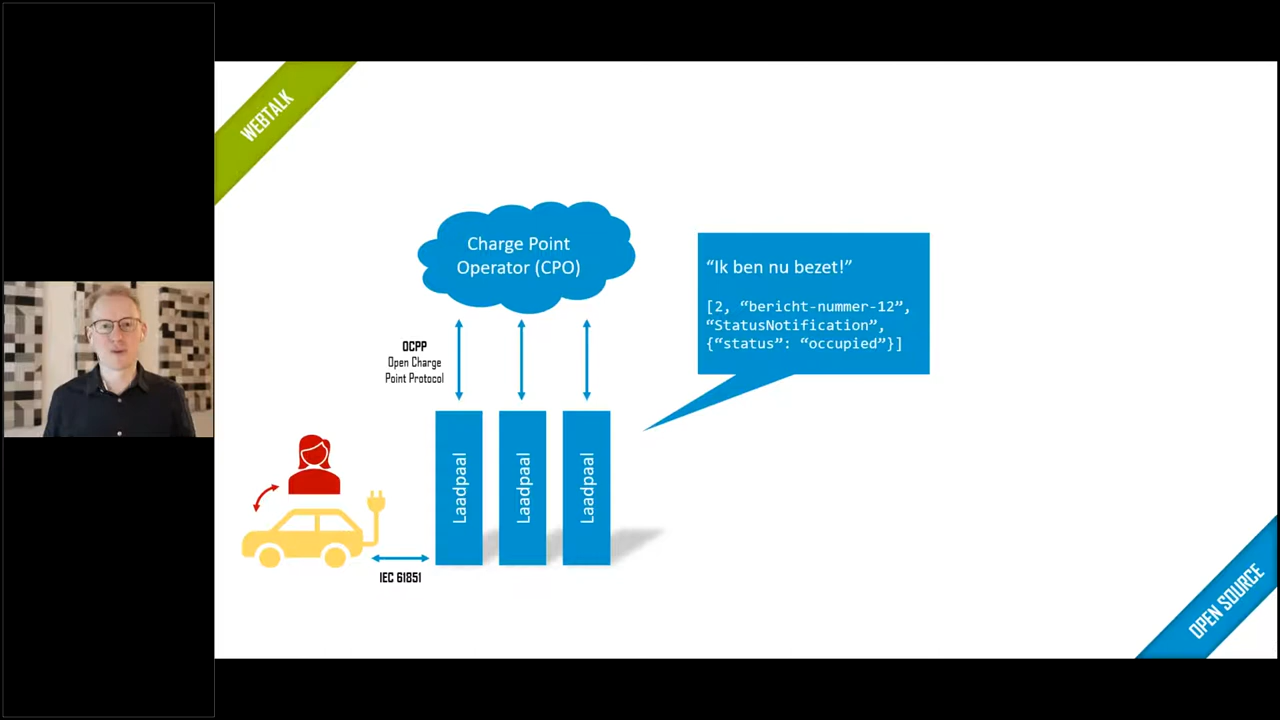 WEBTALK
Charge Point
Operator (CPO)
“Ik ben nu bezet!”
[2, “bericht-nummer-12”,
“StatusNotification”,
{“status”: “occupied”}]
OCPP
Open Charge
Point Protocol
Laadpaal
Laadpaal
Laadpaal
IEC 61851
OPEN SOURCE